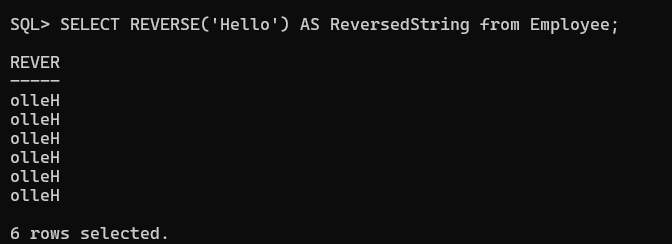 SQL> SELECT REVERSE('Hello') AS ReversedString from Employee;
REVER
-----
olleH
olleH
olleH
olleH
olleH
olleH
6 rows selected.